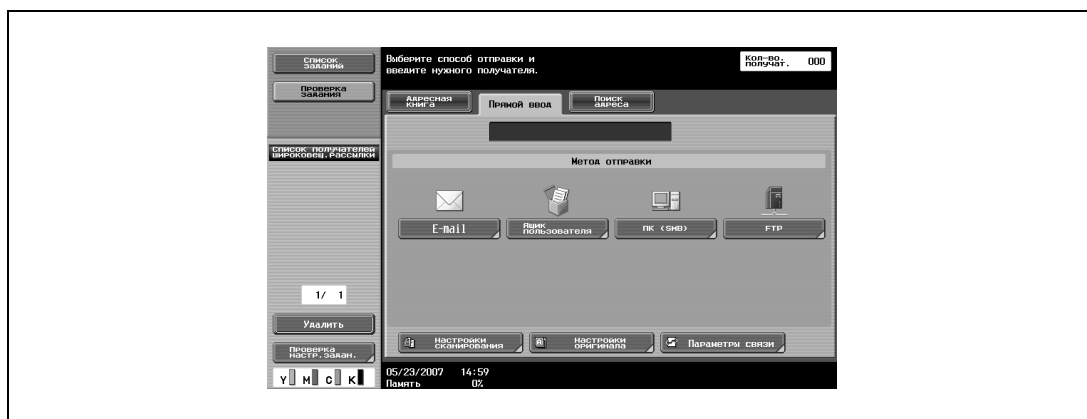 Список
заданий
Проверка
задания
Список получателей
широковещ.рассылки
1/ 1
Удалить
Проверка
настр.задан.
Y M C K
Выберите способ отправки и
введите нужного получателя.
Кол-во.
получат. 000
Адресная
книга
Прямой ввод
Поиск
адреса
Метод отправки
E-mail
Ящик
пользователя
ПК (SMB)
FTP
Настройки
сканирования
Настройки
оригинала
Параметры связи
05/23/2007 14:59
Память 0%